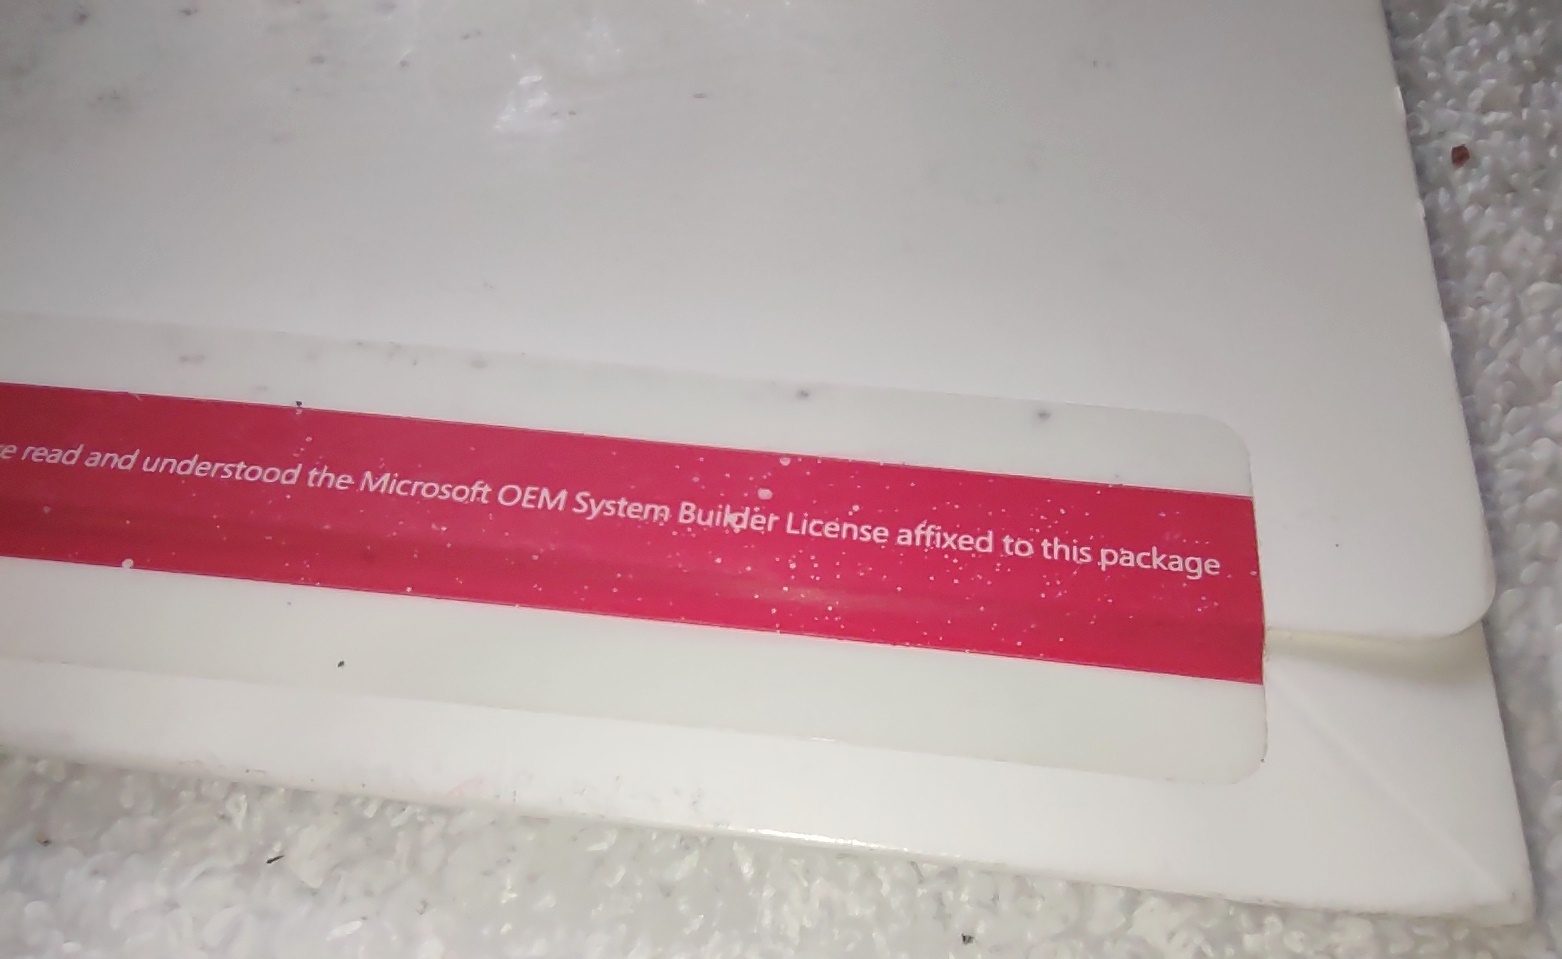 read and understood the Microsoft OEM System Builder License affixed to this package